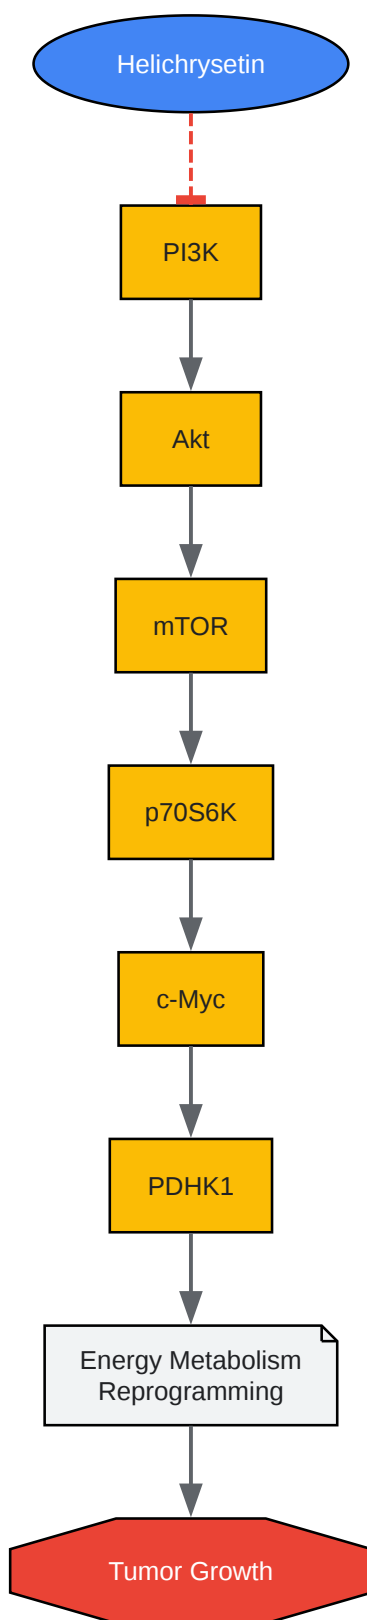 Helichrysetin
PI3K
Akt
mTOR
p70S6K
c-Myc
PDHK1
Energy Metabolism
Reprogramming
Tumor Growth